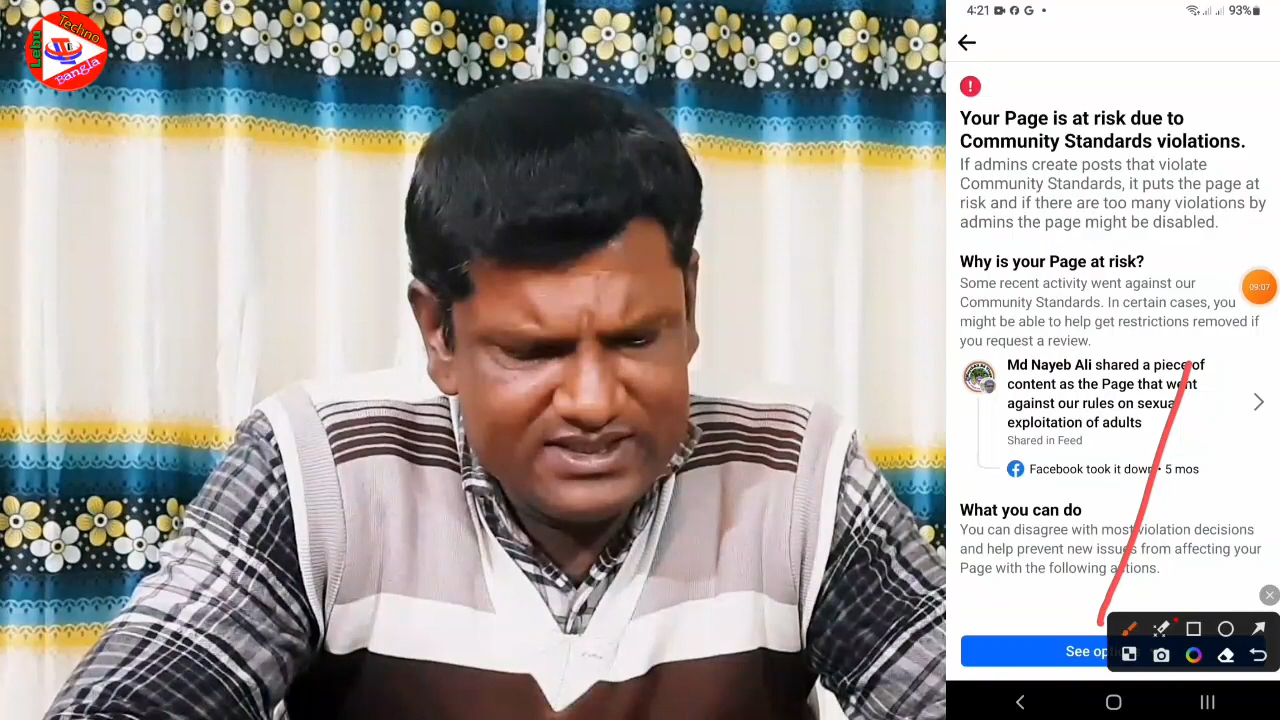 Lebu
Techno
Bangla
4:21
93%
Your Page is at risk due to
Community Standards violations.
If admins create posts that violate
Community Standards, it puts the page at
risk and if there are too many violations by
admins the page might be disabled.
Why is your Page at risk?
Some recent activity went against our
Community Standards. In certain cases, you
might be able to help get restrictions removed if
you request a review.
09:07
Md Nayeb Ali shared a piece of
content as the Page that went
against our rules on sexual
exploitation of adults
Shared in Feed
Facebook took it down • 5 mos
What you can do
You can disagree with most violation decisions
and help prevent new issues from affecting your
Page with the following actions.
See opti